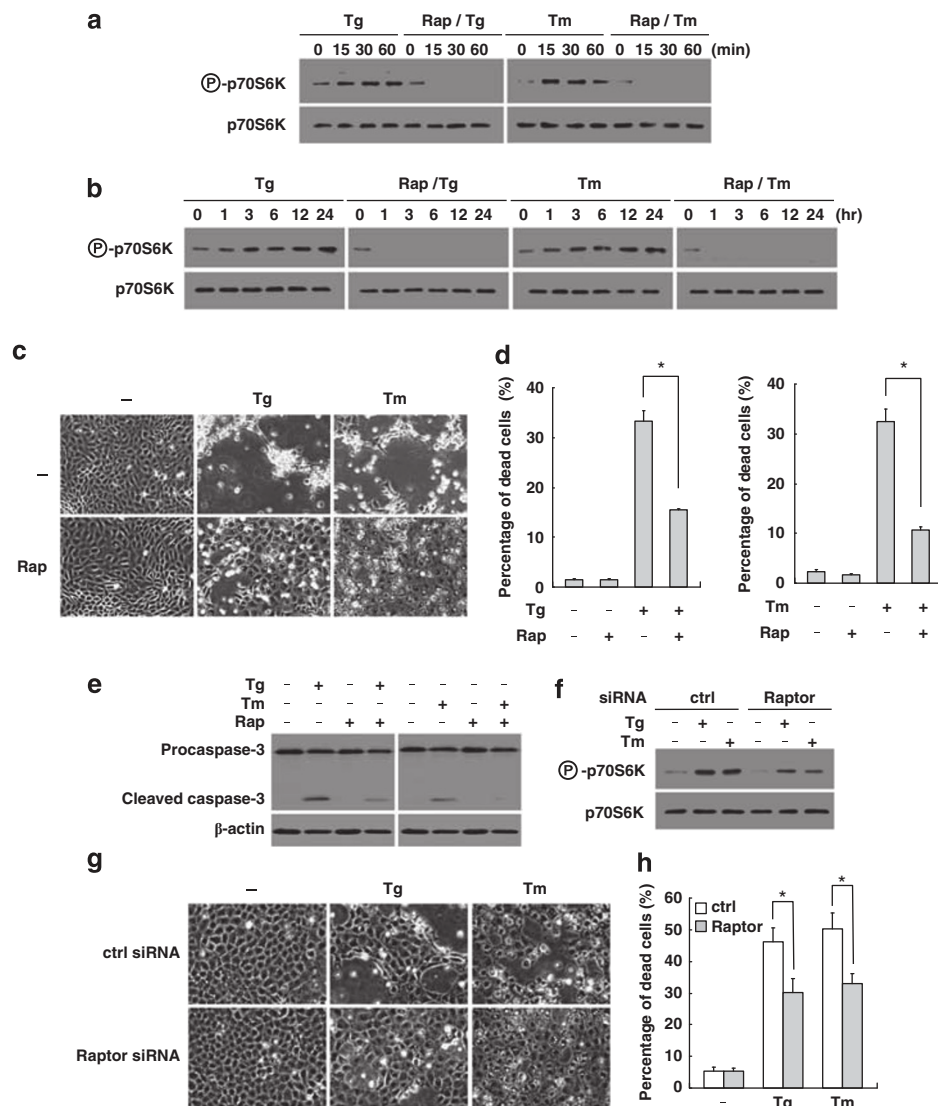 a
Tg Rap / Tg Tm Rap / Tm
0 15 30 60 0 15 30 60 0 15 30 60 0 15 30 60 (min)
Ⓟ-p70S6K
p70S6K
b
Tg Rap /Tg Tm Rap / Tm
0 1 3 6 12 24 0 1 3 6 12 24 0 1 3 6 12 24 0 1 3 6 12 24 (hr)
Ⓟ-p70S6K
p70S6K
c
– Tg Tm
–
Rap
d
Percentage of dead cells (%)
40
30
20
10
0
*
Tg – – + +
Rap – + – +
Percentage of dead cells (%)
40
30
20
10
0
*
Tm – – + +
Rap – + – +
e
Tg – + – + – – – –
Tm – – – – – + – +
Rap – – + + – – + +
Procaspase-3
Cleaved caspase-3
β-actin
f
siRNA ctrl Raptor
Tg – + – – + –
Tm – – + – – +
Ⓟ-p70S6K
p70S6K
g
– Tg Tm
ctrl siRNA
Raptor siRNA
h
Percentage of dead cells (%)
60
50
40
30
20
10
0
ctrl
Raptor
* *
– Tg Tm